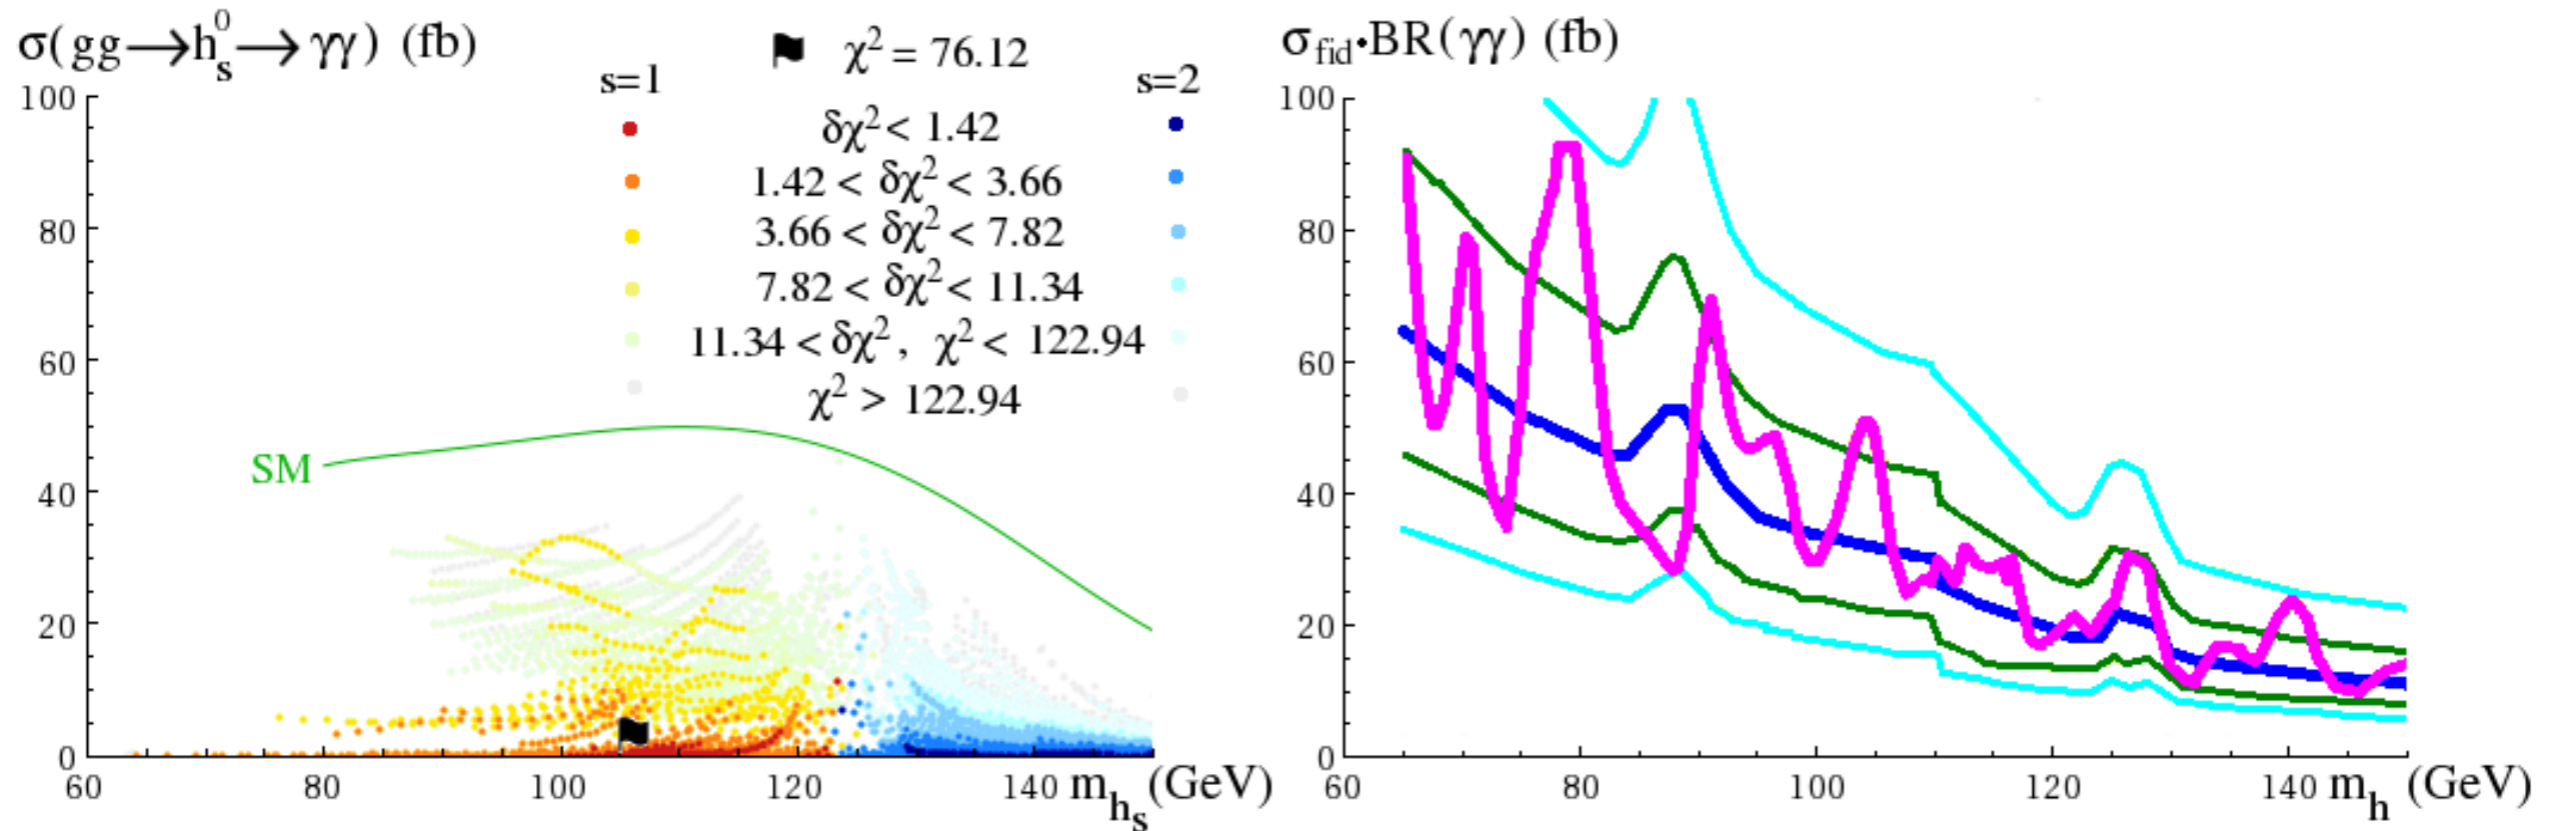 σ(gg→h⁰ₛ→γγ) (fb)
χ² = 76.12
s=1
s=2
δχ² < 1.42
1.42 < δχ² < 3.66
3.66 < δχ² < 7.82
7.82 < δχ² < 11.34
11.34 < δχ², χ² < 122.94
χ² > 122.94
SM
100
80
60
40
20
0
60 80 100 120 140 m_hₛ (GeV)
σ_fid•BR(γγ) (fb)
100
80
60
40
20
0
60 80 100 120 140 m_h (GeV)